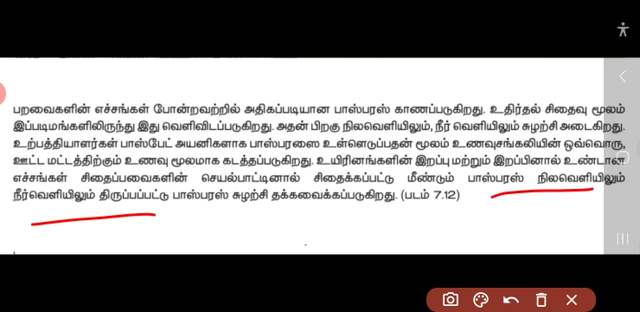 பறவைகளின் எச்சங்கள் போன்றவற்றில் அதிகப்படியான பாஸ்பரஸ் காணப்படுகிறது. உதிர்தல் சிதைவு மூலம்
இப்படிமங்களிலிருந்து இது வெளிவிடப்படுகிறது. அதன் பிறகு நிலவெளியிலும், நீர் வெளியிலும் சுழற்சி அடைகிறது.
உற்பத்தியாளர்கள் பாஸ்பேட் அயனிகளாக பாஸ்பரஸை உள்ளெடுப்பதன் மூலம் உணவுசங்கலியின் ஒவ்வொரு,
ஊட்ட மட்டத்திற்கும் உணவு மூலமாக கடத்தப்படுகிறது. உயிரினங்களின் இறப்பு மற்றும் இறப்பினால் உண்டான
எச்சங்கள் சிதைப்பவைகளின் செயல்பாட்டினால் சிதைக்கப்பட்டு மீண்டும் பாஸ்பரஸ் நிலவெளியிலும்
நீர்வெளியிலும் திருப்பப்பட்டு பாஸ்பரஸ் சுழற்சி தக்கவைக்கப்படுகிறது. (படம் 7.12)